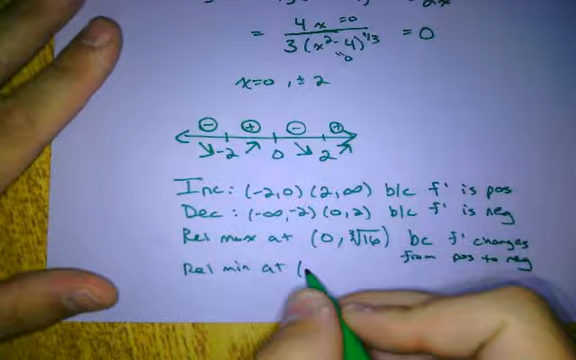 = 4x =0 / 3(x²-4)^1/3 = 0
"0
x=0, ±2
⊖ ⊕ ⊖ ⊕
↘ -2 ↗ 0 ↘ 2 ↗
Inc: (-2,0) (2,∞) b/c f' is pos
Dec: (-∞,-2) (0,2) b/c f' is neg
Rel max at (0, ∛16) bc f' changes
from pos to neg
Rel min at (